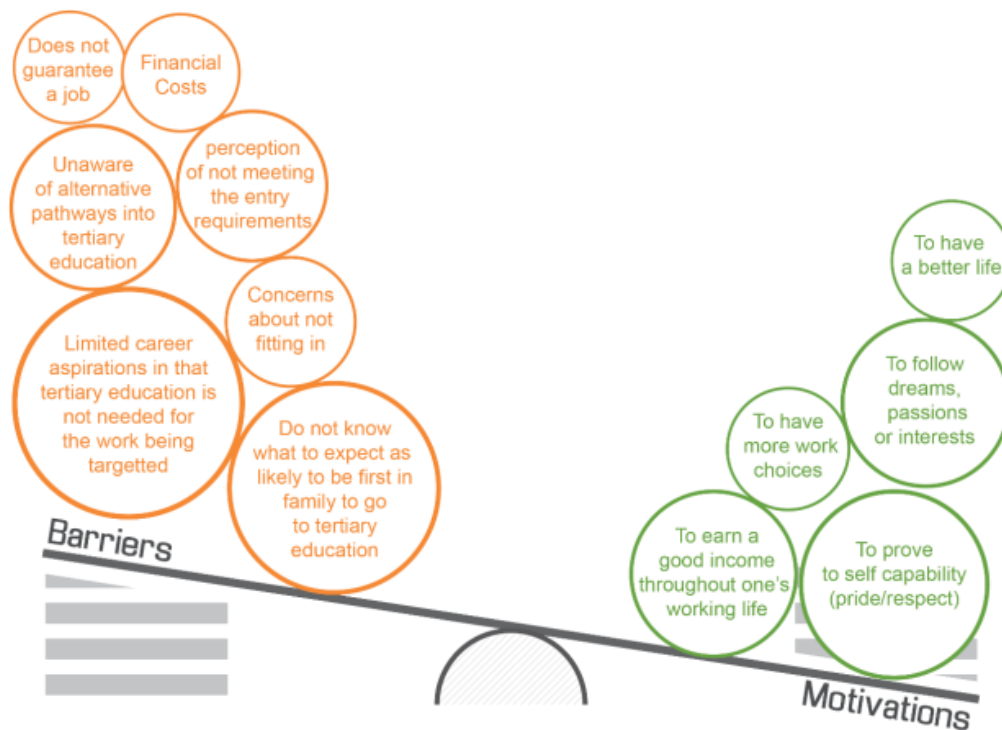 Does not
guarantee
a job
Financial
Costs
Unaware
of alternative
pathways into
tertiary
education
perception
of not meeting
the entry
requirements
Concerns
about not
fitting in
Limited career
aspirations in that
tertiary education is
not needed for
the work being
targetted
Do not know
what to expect as
likely to be first in
family to go
to tertiary
education
Barriers
To have
a better life
To follow
dreams,
passions
or interests
To have
more work
choices
To earn a
good income
throughout one's
working life
To prove
to self capability
(pride/respect)
Motivations